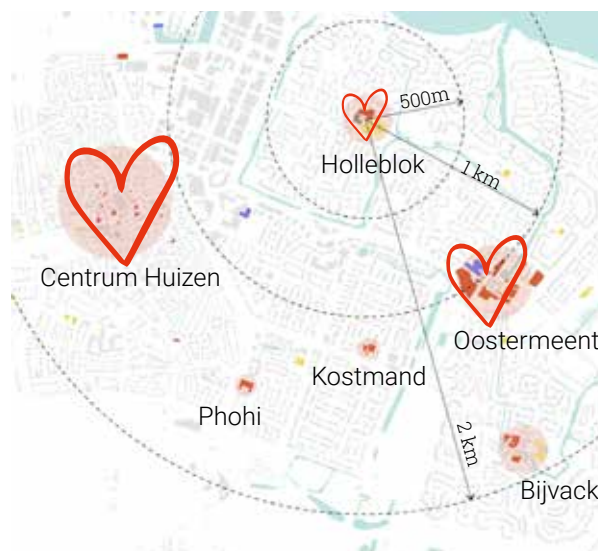 500m
Holleblok
1 km
Centrum Huizen
Oostermeent
Kostmand
Phohi
2 km
Bijvack